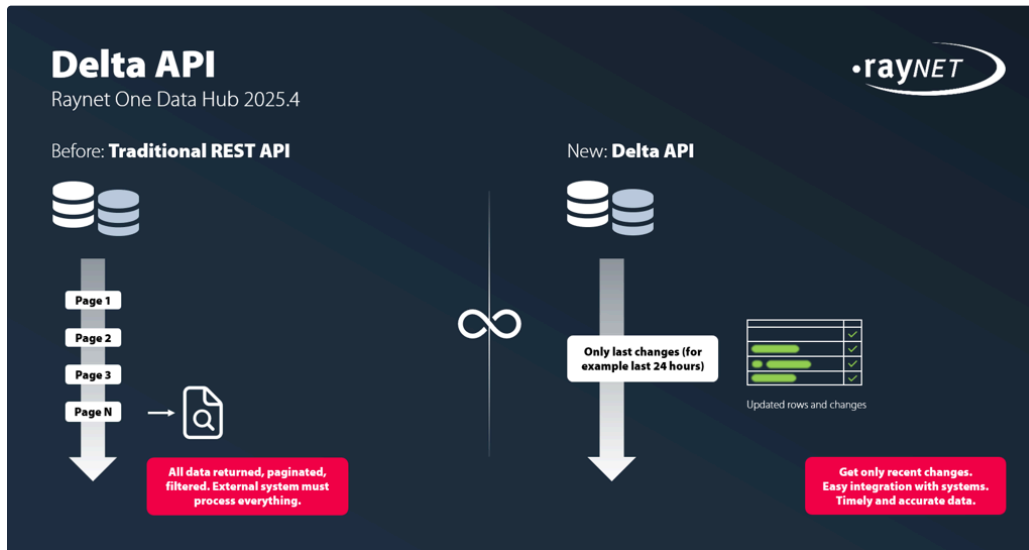 Delta API
Raynet One Data Hub 2025.4
raynet
Before: Traditional REST API
Page 1
Page 2
Page 3
Page N
All data returned, paginated,
filtered. External system must
process everything.
New: Delta API
Only last changes (for
example last 24 hours)
Updated rows and changes
Get only recent changes.
Easy integration with systems.
Timely and accurate data.